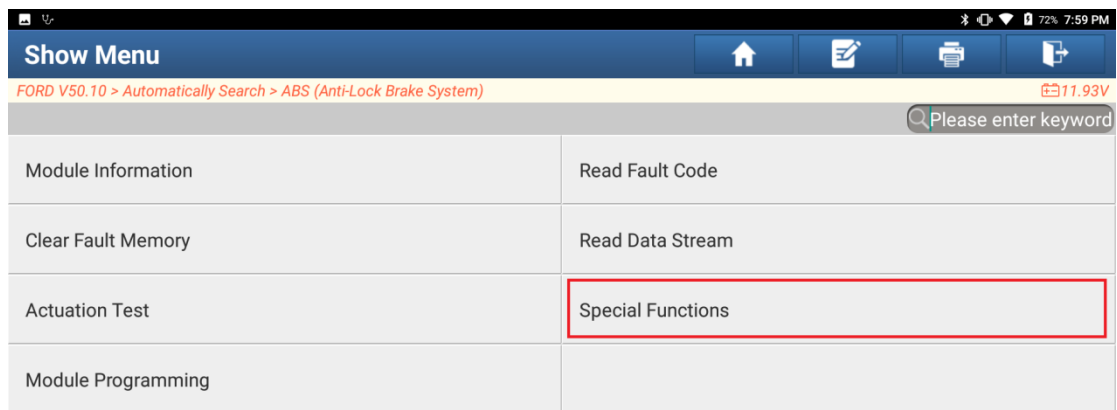 72% 7:59 PM
Show Menu
FORD V50.10 > Automatically Search > ABS (Anti-Lock Brake System)
11.93V
Please enter keyword
Module Information
Read Fault Code
Clear Fault Memory
Read Data Stream
Actuation Test
Special Functions
Module Programming